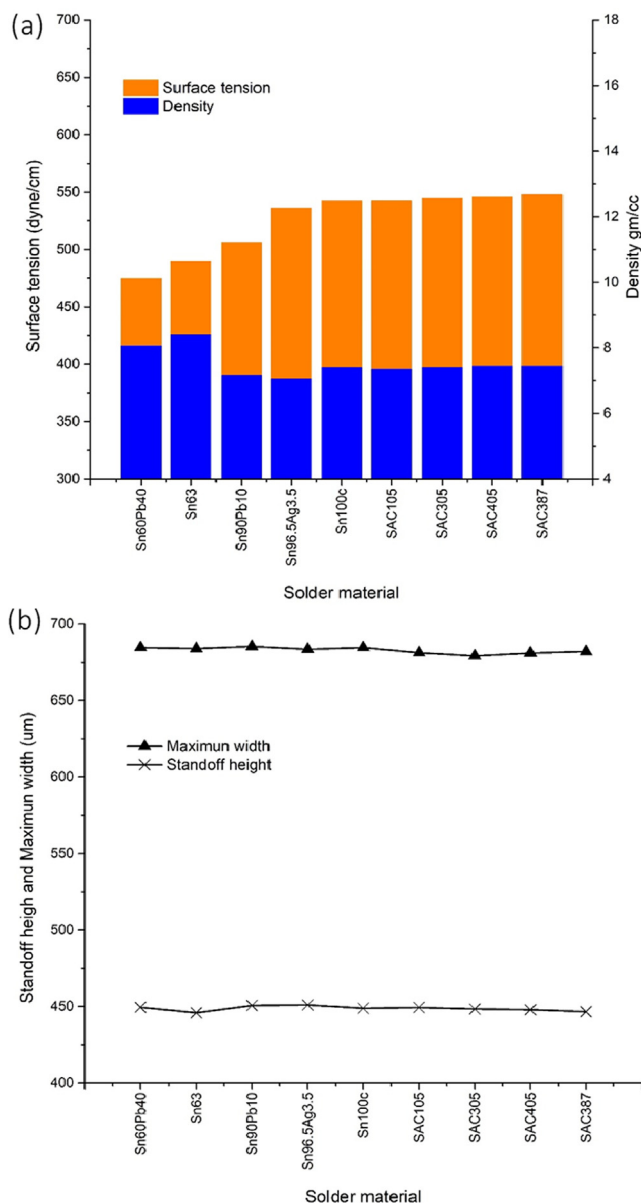 (a)
700
650
600
550
500
450
400
350
300
Surface tension (dyne/cm)
Surface tension
Density
18
16
14
12
10
8
6
4
Density gm/cc
Sn60Pb40
Sn63
Sn90Pb10
Sn96.5Ag3.5
Sn100c
SAC105
SAC305
SAC405
SAC387
Solder material
(b)
700
650
600
550
500
450
400
Standoff heigh and Maximun width (um)
Maximun width
Standoff height
Sn60Pb40
Sn63
Sn90Pb10
Sn96.5Ag3.5
Sn100c
SAC105
SAC305
SAC405
SAC387
Solder material